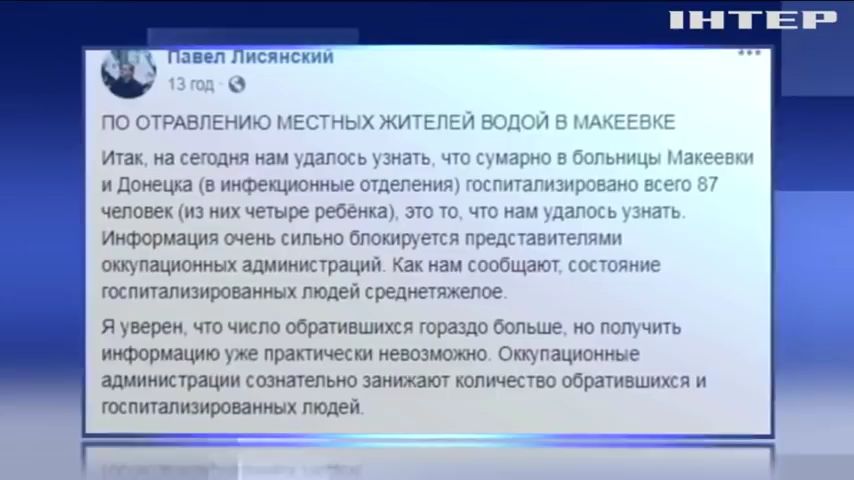 ІНТЕР
Павел Лисянский
13 год ·
ПО ОТРАВЛЕНИЮ МЕСТНЫХ ЖИТЕЛЕЙ ВОДОЙ В МАКЕЕВКЕ
Итак, на сегодня нам удалось узнать, что сумарно в больницы Макеевки
и Донецка (в инфекционные отделения) госпитализировано всего 87
человек (из них четыре ребёнка), это то, что нам удалось узнать.
Информация очень сильно блокируется представителями
оккупационных администраций. Как нам сообщают, состояние
госпитализированных людей среднетяжелое.
Я уверен, что число обратившихся гораздо больше, но получить
информацию уже практически невозможно. Оккупационные
администрации сознательно занижают количество обратившихся и
госпитализированных людей.